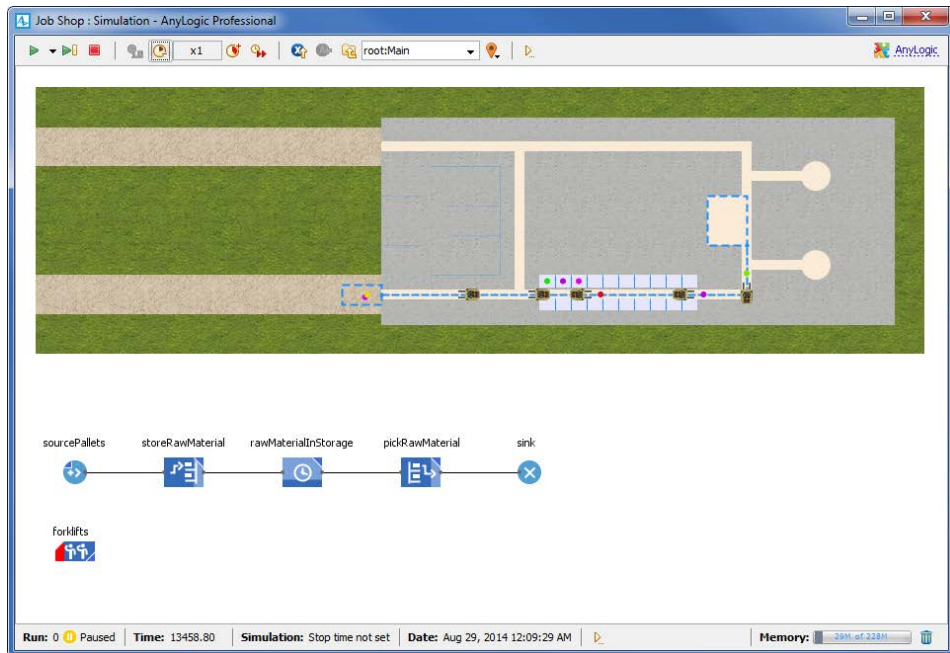 Job Shop : Simulation - AnyLogic Professional
x1
root:Main
AnyLogic
sourcePallets
storeRawMaterial
rawMaterialInStorage
pickRawMaterial
sink
forklifts
Run: 0 Paused Time: 13458.80 Simulation: Stop time not set Date: Aug 29, 2014 12:09:29 AM Memory: 29M of 228M